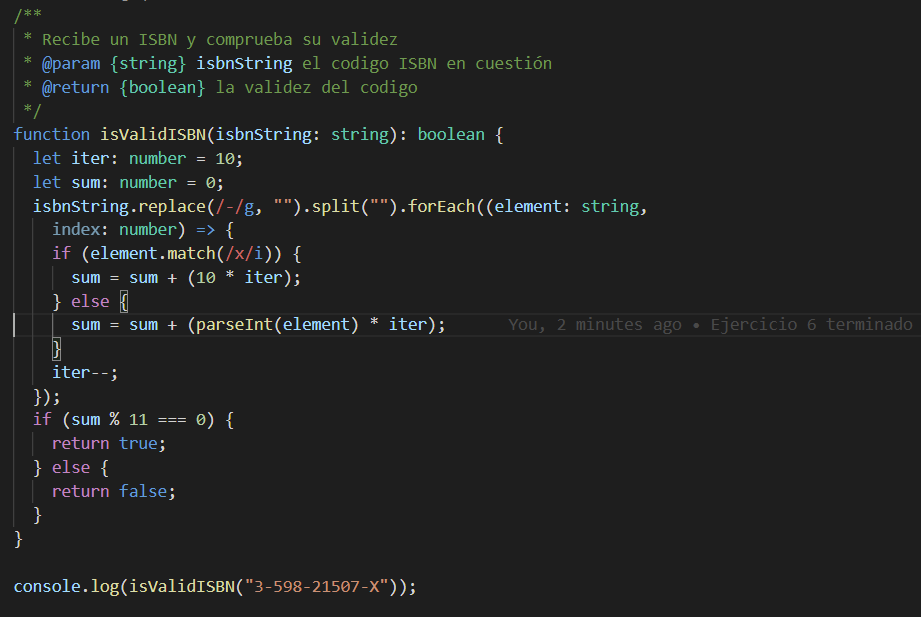 /**
 * Recibe un ISBN y comprueba su validez
 * @param {string} isbnString el codigo ISBN en cuestión
 * @return {boolean} la validez del codigo
 */
function isValidISBN(isbnString: string): boolean {
  let iter: number = 10;
  let sum: number = 0;
  isbnString.replace(/-/g, "").split("").forEach((element: string,
    index: number) => {
    if (element.match(/x/i)) {
      sum = sum + (10 * iter);
    } else {
      sum = sum + (parseInt(element) * iter);      You, 2 minutes ago • Ejercicio 6 terminado
    }
    iter--;
  });
  if (sum % 11 === 0) {
    return true;
  } else {
    return false;
  }
}

console.log(isValidISBN("3-598-21507-X"));